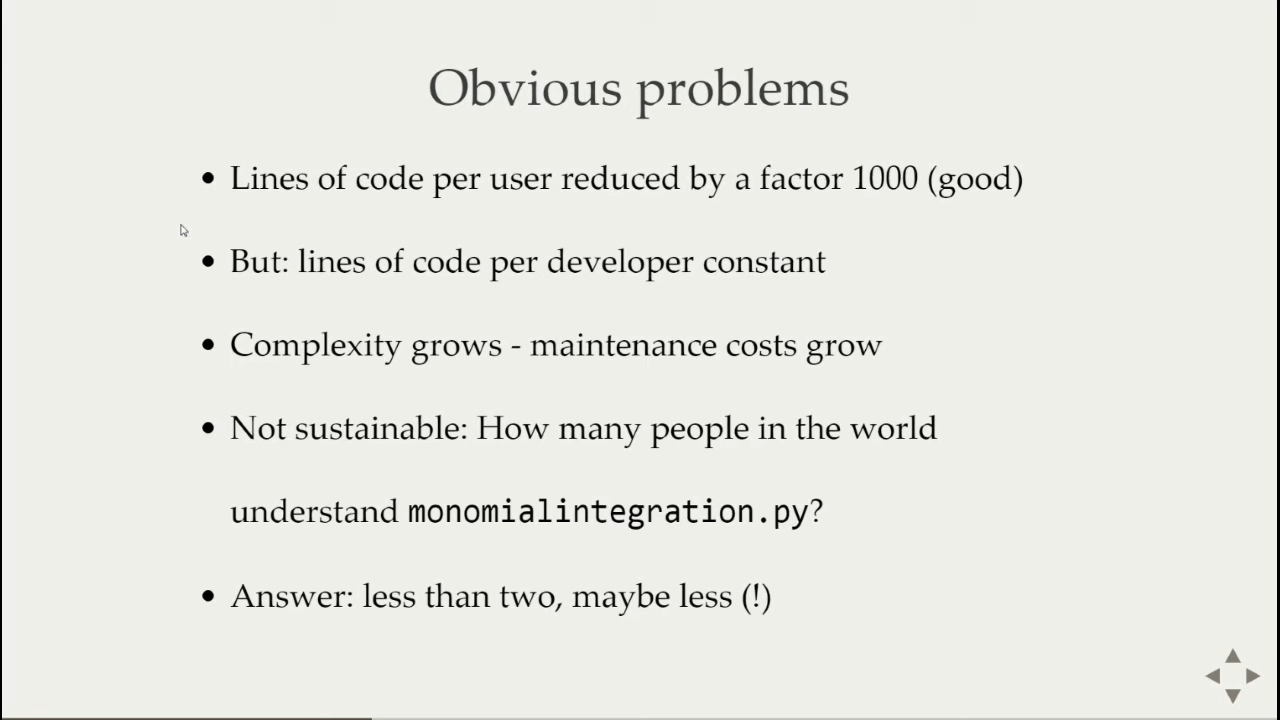 Obvious problems
• Lines of code per user reduced by a factor 1000 (good)
• But: lines of code per developer constant
• Complexity grows - maintenance costs grow
• Not sustainable: How many people in the world
understand monomialintegration.py?
• Answer: less than two, maybe less (!)